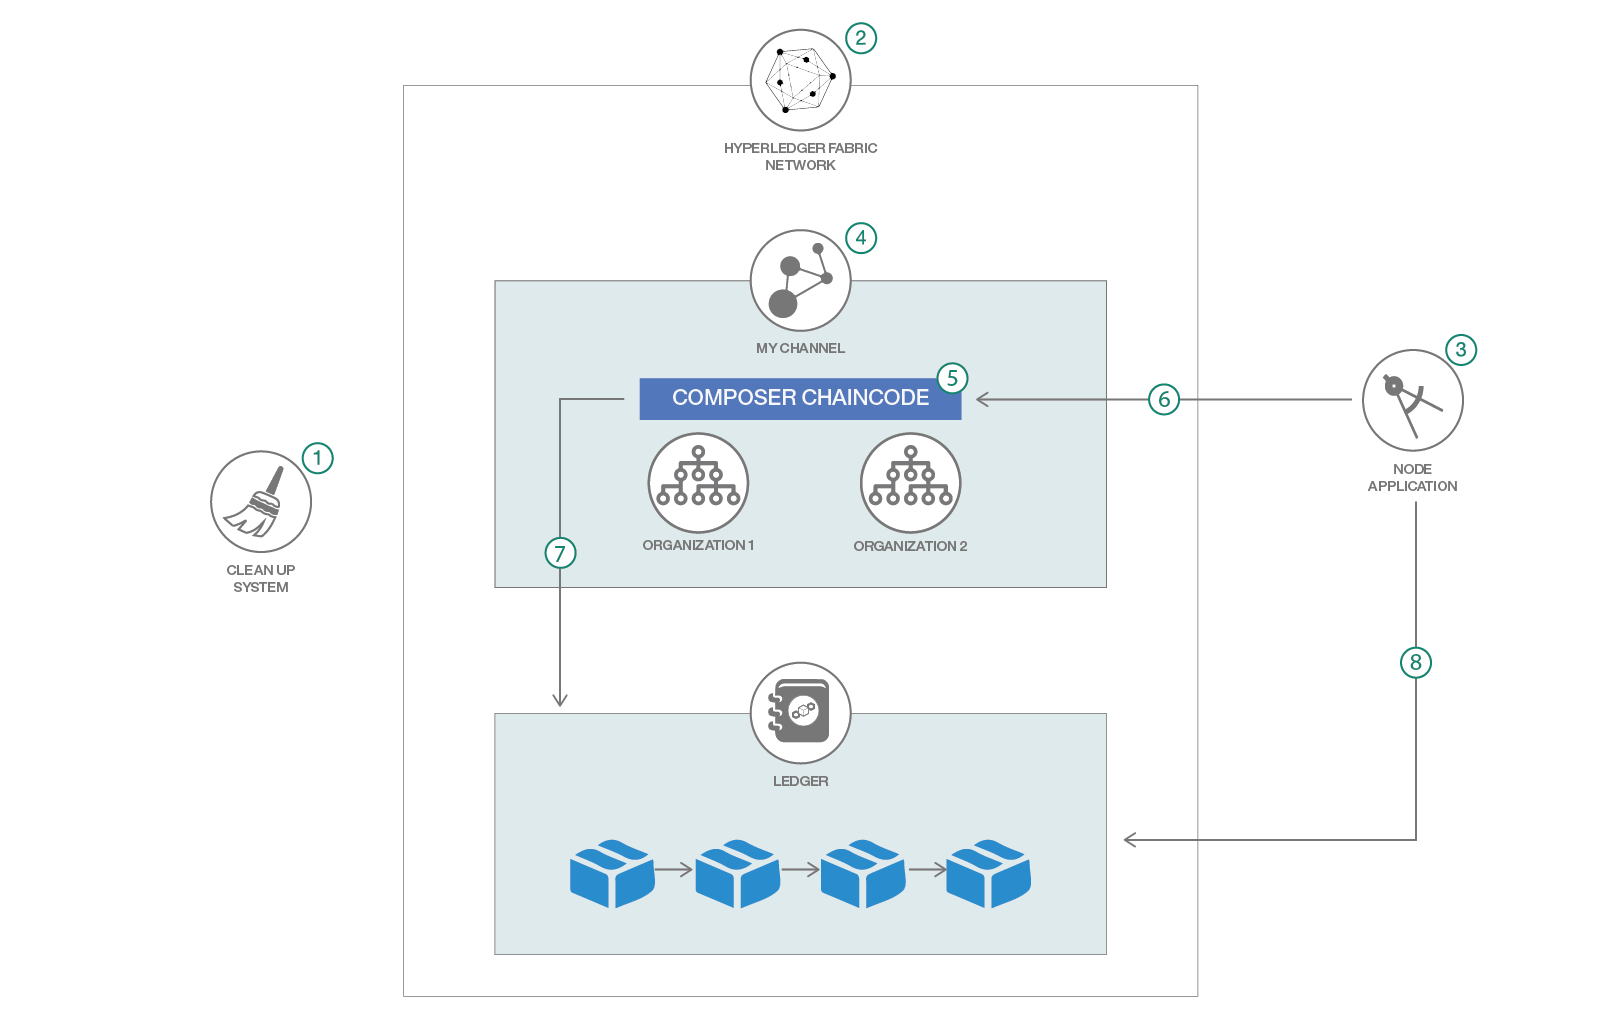 2
HYPERLEDGER FABRIC
NETWORK
4
MY CHANNEL
5
COMPOSER CHAINCODE
6
3
NODE
APPLICATION
1
CLEAN UP
SYSTEM
ORGANIZATION 1
ORGANIZATION 2
7
8
LEDGER